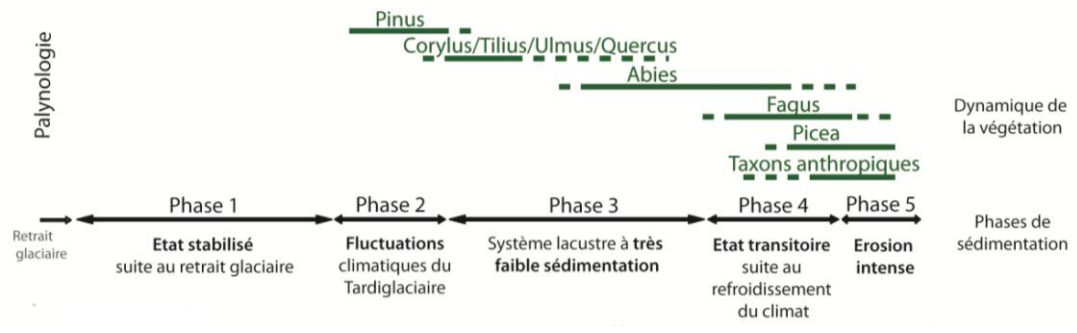 Palynologie
Pinus
Corylus/Tilius/Ulmus/Quercus
Abies
Fagus
Picea
Taxons anthropiques
Dynamique de
la végétation
Phase 1
Phase 2
Phase 3
Phase 4
Phase 5
Phases de
sédimentation
Retrait
glaciaire
Etat stabilisé
suite au retrait glaciaire
Fluctuations
climatiques du
Tardiglaciaire
Système lacustre à très
faible sédimentation
Etat transitoire
suite au
refroidissement
du climat
Erosion
intense